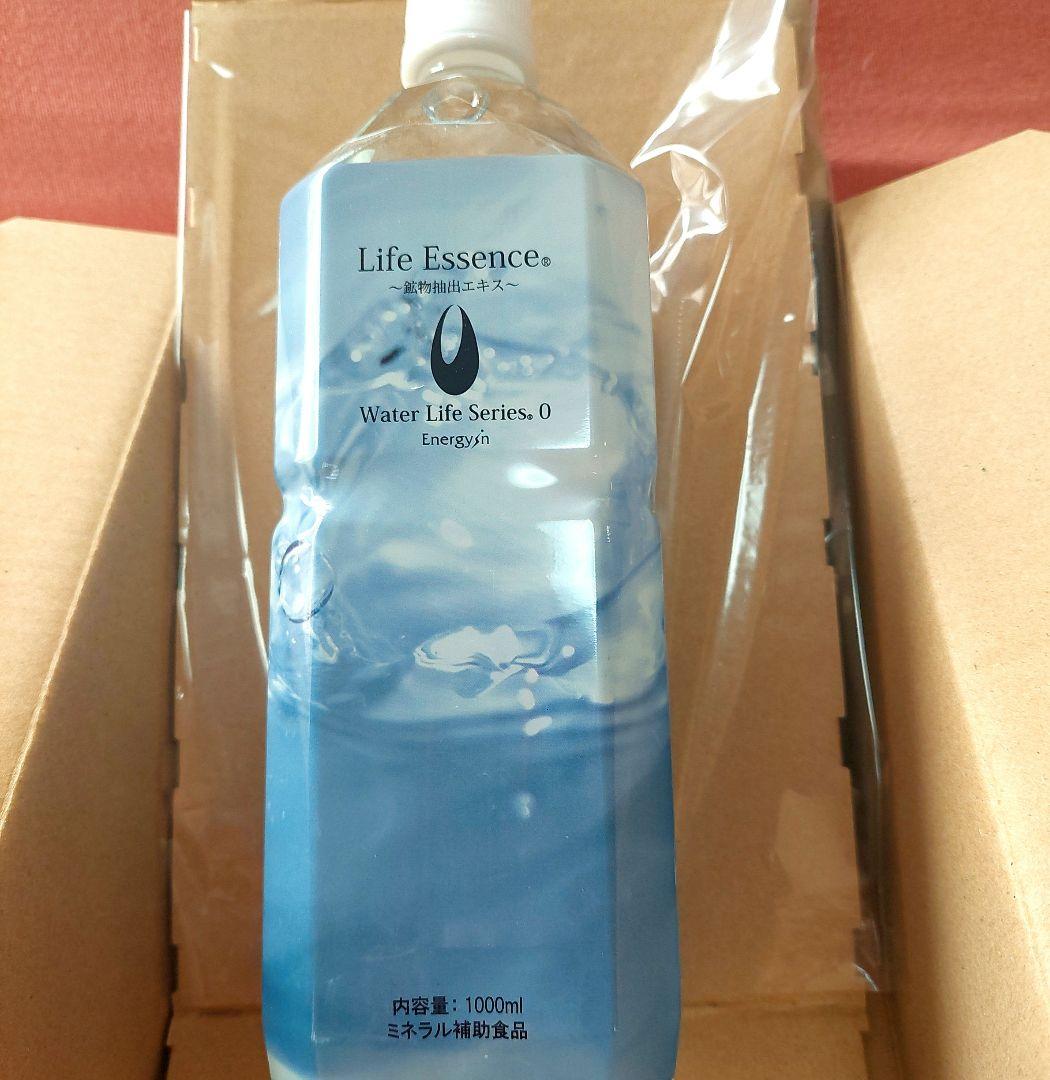 Life Essence®
～鉱物抽出エキス～
Water Life Series® 0
Energysin
内容量：1000ml
ミネラル補助食品